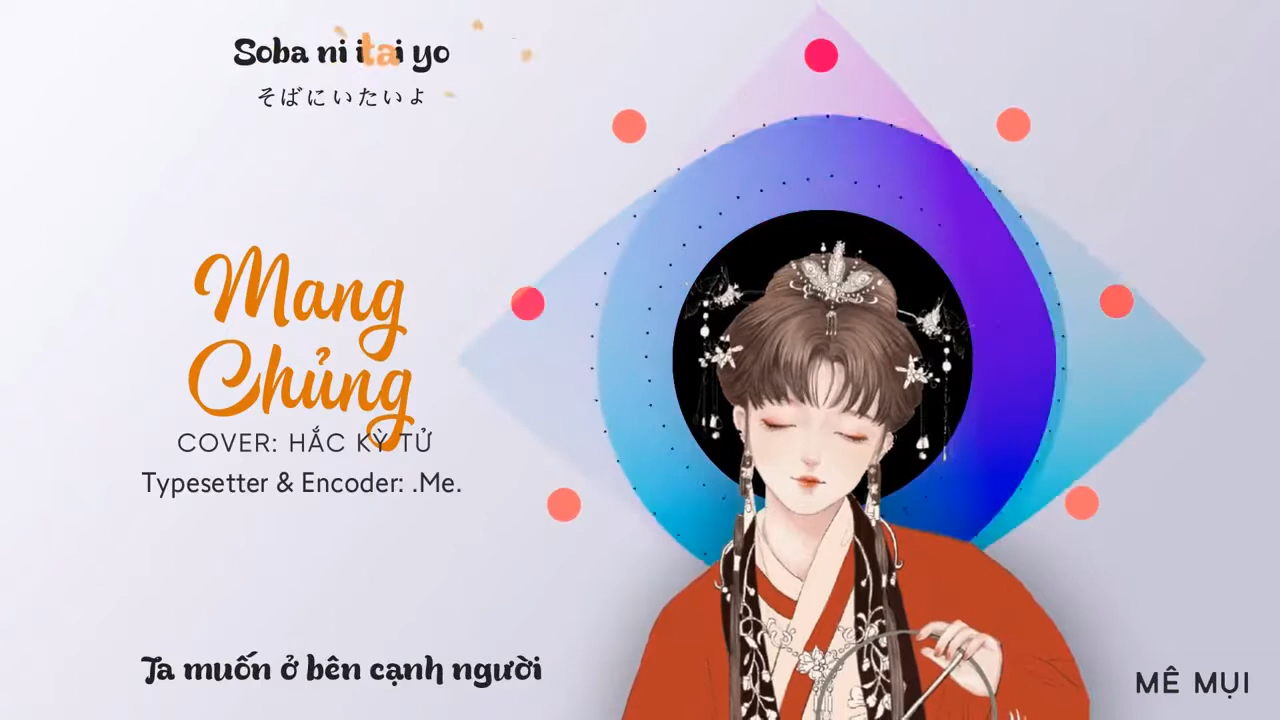 Soba ni itai yo
そばにいたいよ
Mang
Chủng
COVER: HẮC KỲ TỬ
Typesetter & Encoder: .Me.
Ta muốn ở bên cạnh người
MÊ MỤI